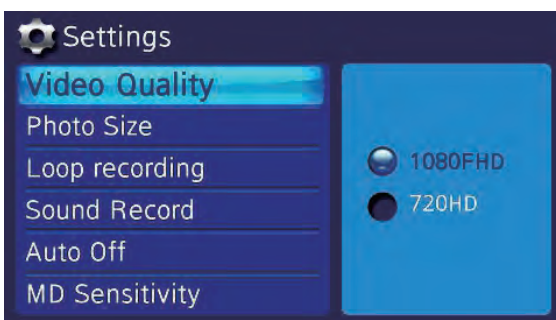 Settings
Video Quality
Photo Size
Loop recording
Sound Record
Auto Off
MD Sensitivity
1080FHD
720HD